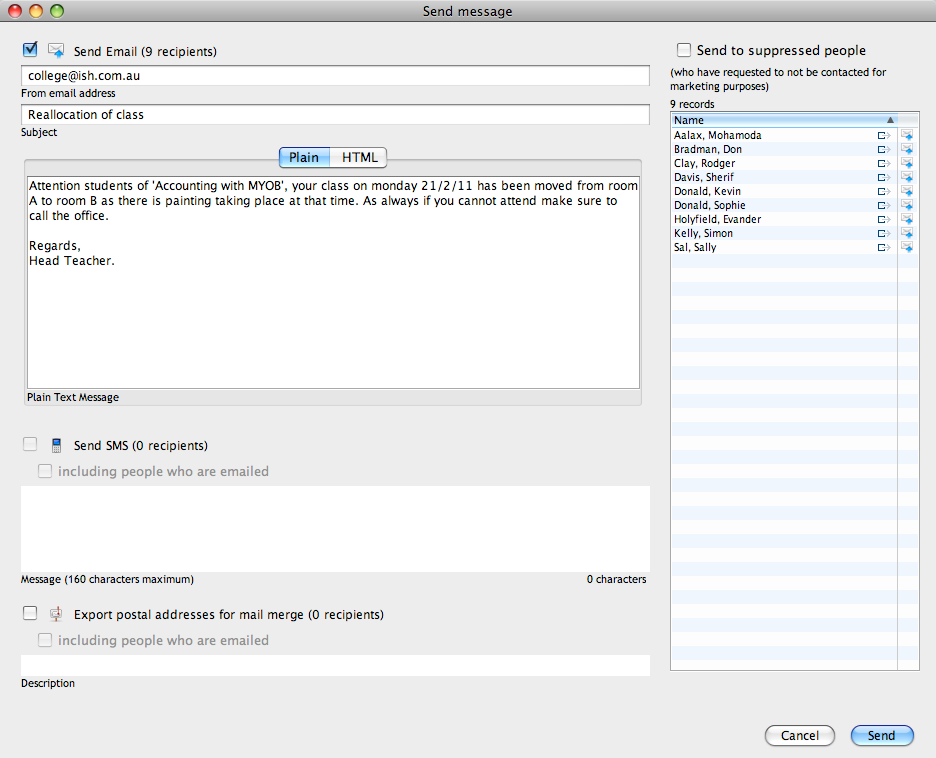 Send message
Send Email (9 recipients)
college@ish.com.au
From email address
Reallocation of class
Subject
Plain HTML
Attention students of 'Accounting with MYOB', your class on monday 21/2/11 has been moved from room
A to room B as there is painting taking place at that time. As always if you cannot attend make sure to
call the office.
Regards,
Head Teacher.
Plain Text Message
Send SMS (0 recipients)
including people who are emailed
Message (160 characters maximum) 0 characters
Export postal addresses for mail merge (0 recipients)
including people who are emailed
Description
Send to suppressed people
(who have requested to not be contacted for
marketing purposes)
9 records
Name
Aalax, Mohamoda
Bradman, Don
Clay, Rodger
Davis, Sherif
Donald, Kevin
Donald, Sophie
Holyfield, Evander
Kelly, Simon
Sal, Sally
Cancel Send